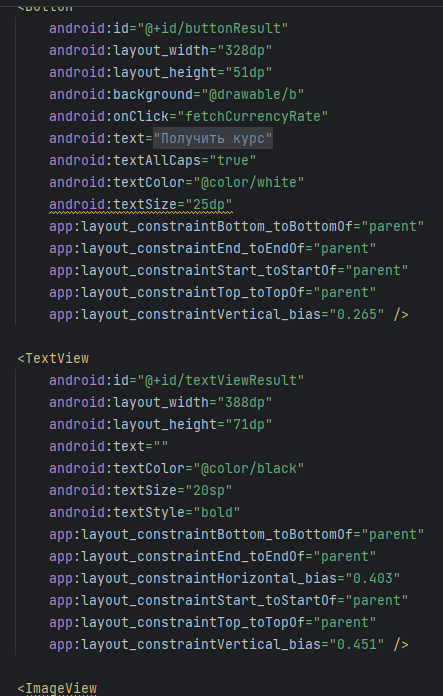 <Button
android:id="@+id/buttonResult"
android:layout_width="328dp"
android:layout_height="51dp"
android:background="@drawable/b"
android:onClick="fetchCurrencyRate"
android:text="Получить курс"
android:textAllCaps="true"
android:textColor="@color/white"
android:textSize="25dp"
app:layout_constraintBottom_toBottomOf="parent"
app:layout_constraintEnd_toEndOf="parent"
app:layout_constraintStart_toStartOf="parent"
app:layout_constraintTop_toTopOf="parent"
app:layout_constraintVertical_bias="0.265" />
<TextView
android:id="@+id/textViewResult"
android:layout_width="388dp"
android:layout_height="71dp"
android:text=""
android:textColor="@color/black"
android:textSize="20sp"
android:textStyle="bold"
app:layout_constraintBottom_toBottomOf="parent"
app:layout_constraintEnd_toEndOf="parent"
app:layout_constraintHorizontal_bias="0.403"
app:layout_constraintStart_toStartOf="parent"
app:layout_constraintTop_toTopOf="parent"
app:layout_constraintVertical_bias="0.451" />
<ImageView